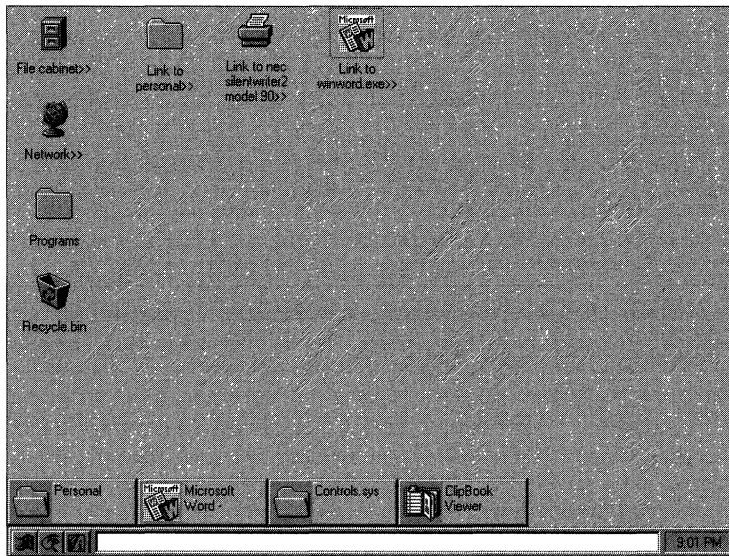 Microsoft
File cabinet>>
Link to
personal>>
Link to nec
silentwriter2
model 90>>
Link to
winword.exe>>
Network>>
Programs
Recycle.bin
Personal
Microsoft
Microsoft
Word -
Controls.sys
ClipBook
Viewer
9:01 PM